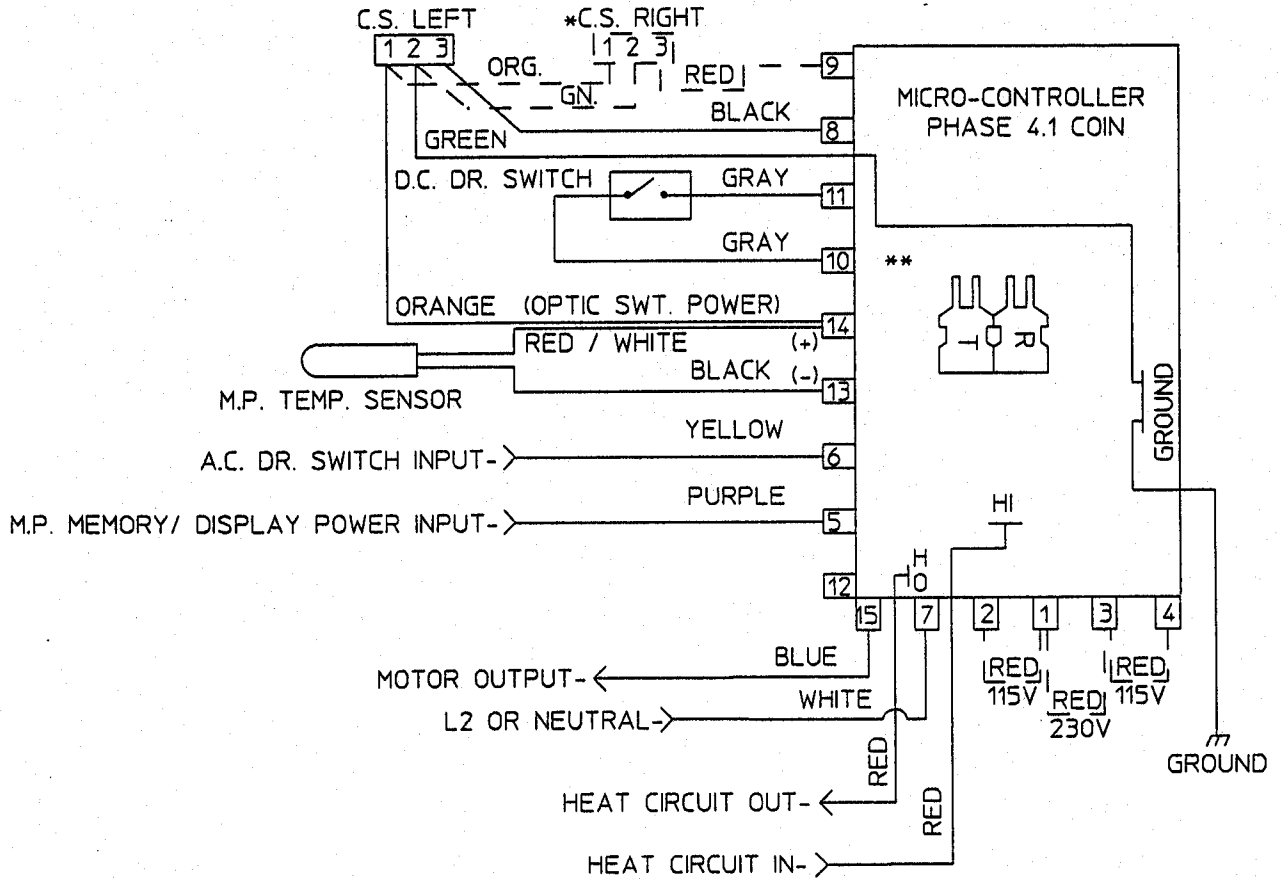 C.S. LEFT
*C.S. RIGHT
1 2 3
1 2 3
ORG.
RED
9
GN.
MICRO-CONTROLLER
PHASE 4.1 COIN
BLACK
8
GREEN
D.C. DR. SWITCH
GRAY
11
GRAY
10
**
ORANGE (OPTIC SWT. POWER)
14
RED / WHITE (+)
T
R
BLACK (-)
13
M.P. TEMP. SENSOR
GROUND
YELLOW
A.C. DR. SWITCH INPUT-
6
PURPLE
M.P. MEMORY/ DISPLAY POWER INPUT-
5
HI
HO
12
15
7
2
1
3
4
BLUE
MOTOR OUTPUT-
RED
115V
RED
230V
RED
115V
WHITE
L2 OR NEUTRAL-
GROUND
RED
RED
HEAT CIRCUIT OUT-
HEAT CIRCUIT IN-